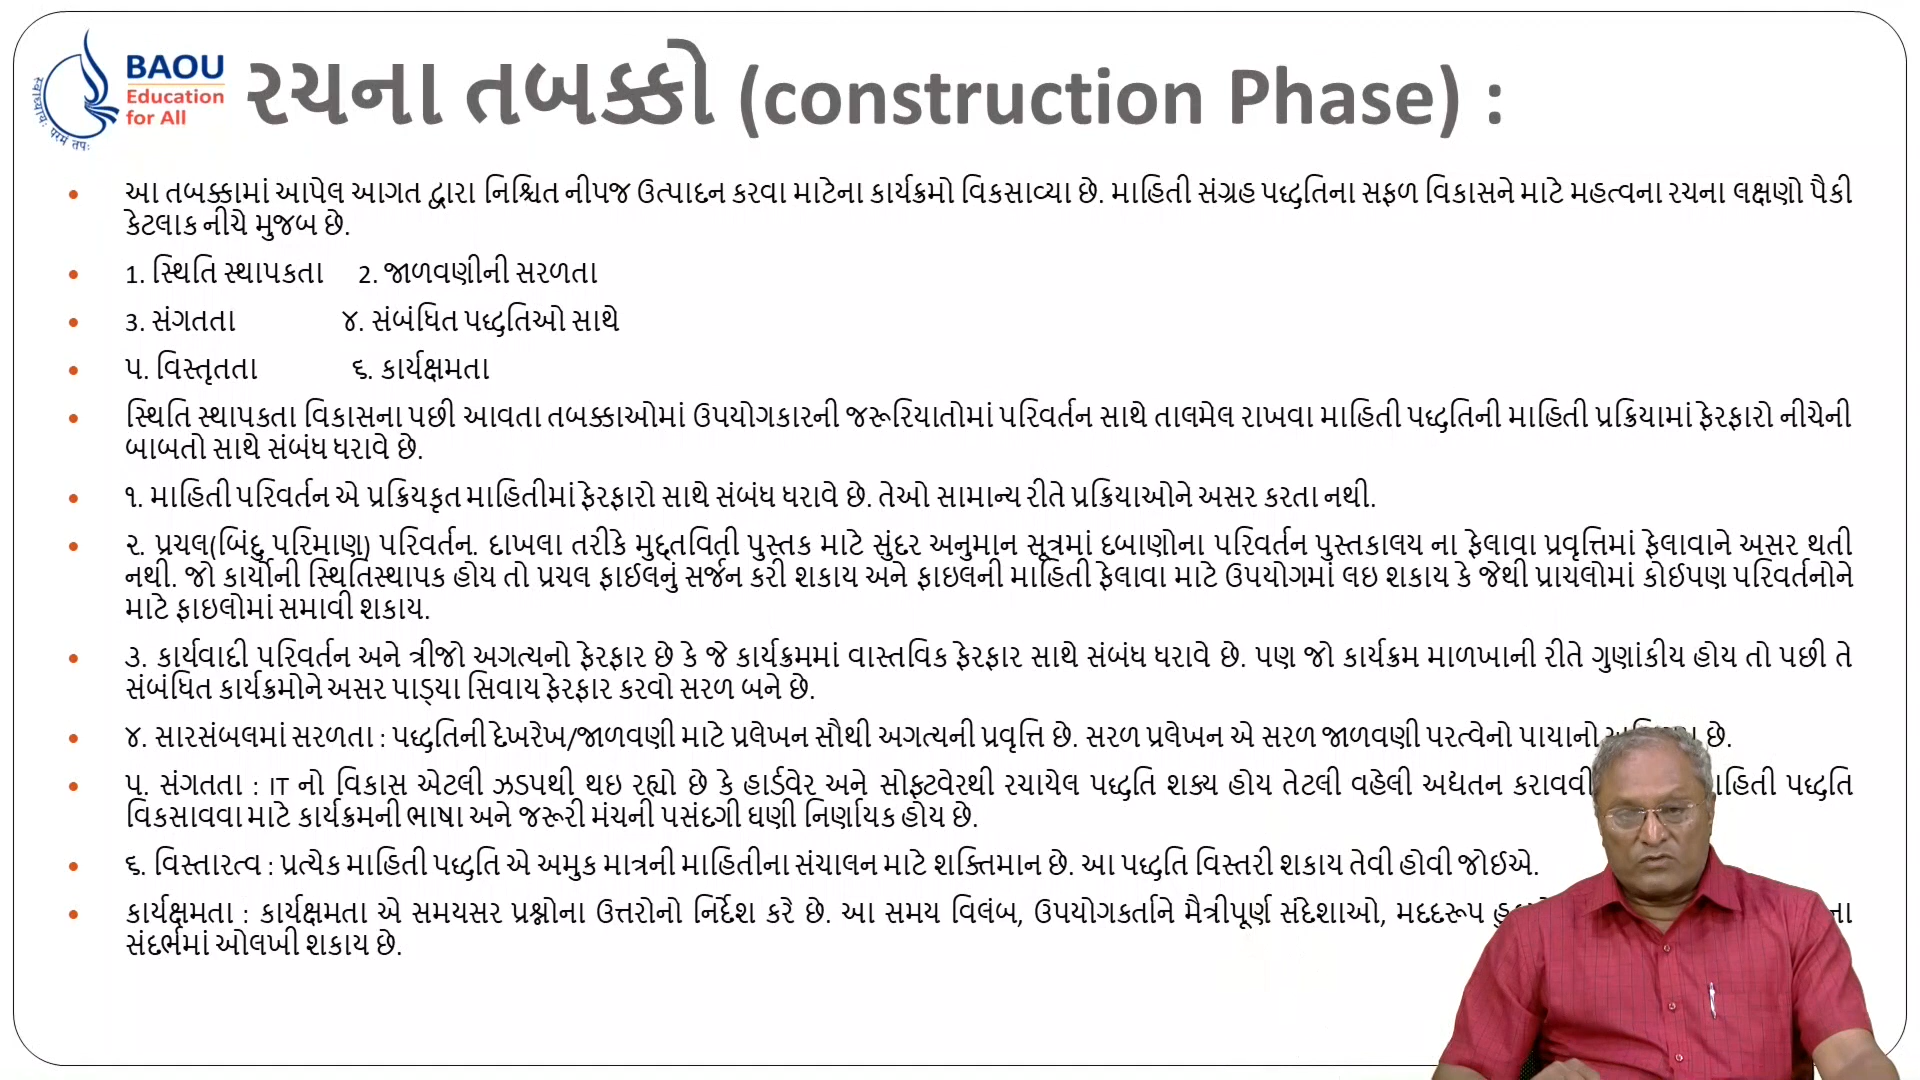 BAOU
Education
for All
स्वाध्यायः परमं तपः
રચના તબક્કો (construction Phase) :
આ તબક્કામાં આપેલ આગત દ્વારા નિશ્ચિત નીપજ ઉત્પાદન કરવા માટેના કાર્યક્રમો વિકસાવ્યા છે. માહિતી સંગ્રહ પદ્ધતિના સફળ વિકાસને માટે મહત્વના રચના લક્ષણો પૈકી
કેટલાક નીચે મુજબ છે.
1. સ્થિતિ સ્થાપકતા 2. જાળવણીની સરળતા
3. સંગતતા ૪. સંબંધિત પદ્ધતિઓ સાથે
૫. વિસ્તૃતતા ૬. કાર્યક્ષમતા
સ્થિતિ સ્થાપકતા વિકાસના પછી આવતા તબક્કાઓમાં ઉપયોગકારની જરૂરિયાતોમાં પરિવર્તન સાથે તાલમેલ રાખવા માહિતી પદ્ધતિની માહિતી પ્રક્રિયામાં ફેરફારો નીચેની
બાબતો સાથે સંબંધ ધરાવે છે.
૧. માહિતી પરિવર્તન એ પ્રક્રિયકૃત માહિતીમાં ફેરફારો સાથે સંબંધ ધરાવે છે. તેઓ સામાન્ય રીતે પ્રક્રિયાઓને અસર કરતા નથી.
૨. પ્રચલ(બિંદુ પરિમાણ) પરિવર્તન. દાખલા તરીકે મુદ્દતવિતી પુસ્તક માટે સુંદર અનુમાન સૂત્રમાં દબાણોના પરિવર્તન પુસ્તકાલય ના ફેલાવા પ્રવૃત્તિમાં ફેલાવાને અસર થતી
નથી. જો કાર્યોની સ્થિતિસ્થાપક હોય તો પ્રચલ ફાઈલનું સર્જન કરી શકાય અને ફાઇલની માહિતી ફેલાવા માટે ઉપયોગમાં લઇ શકાય કે જેથી પ્રાયલોમાં કોઈપણ પરિવર્તનોને
માટે ફાઇલોમાં સમાવી શકાય.
૩. કાર્યવાદી પરિવર્તન અને ત્રીજો અગત્યનો ફેરફાર છે કે જે કાર્યક્રમમાં વાસ્તવિક ફેરફાર સાથે સંબંધ ધરાવે છે. પણ જો કાર્યક્રમ માળખાની રીતે ગુણાંકીય હોય તો પછી તે
સંબંધિત કાર્યક્રમોને અસર પાડ્યા સિવાય ફેરફાર કરવો સરળ બને છે.
૪. સારસંબલમાં સરળતા : પદ્ધતિની દેખરેખ/જાળવણી માટે પ્રલેખન સૌથી અગત્યની પ્રવૃત્તિ છે. સરળ પ્રલેખન એ સરળ જાળવણી પરત્વેનો પાયાનો છે.
૫. સંગતતા : IT નો વિકાસ એટલી ઝડપથી થઇ રહ્યો છે કે હાર્ડવેર અને સોફ્ટવેરથી રચાયેલ પદ્ધતિ શક્ય હોય તેટલી વહેલી અદ્યતન કરાવવી માહિતી પદ્ધતિ
વિકસાવવા માટે કાર્યક્રમની ભાષા અને જરૂરી મંચની પસંદગી ઘણી નિર્ણાયક હોય છે.
૬. વિસ્તારત્વ : પ્રત્યેક માહિતી પદ્ધતિ એ અમુક માત્રની માહિતીના સંચાલન માટે શક્તિમાન છે. આ પદ્ધતિ વિસ્તરી શકાય તેવી હોવી જોઈએ.
કાર્યક્ષમતા : કાર્યક્ષમતા એ સમયસર પ્રશ્નોના ઉત્તરોનો નિર્દેશ કરે છે. આ સમય વિલંબ, ઉપયોગકર્તાને મૈત્રીપૂર્ણ સંદેશાઓ, મદદરૂપ
સંદર્ભમાં ઓલખી શકાય છે.